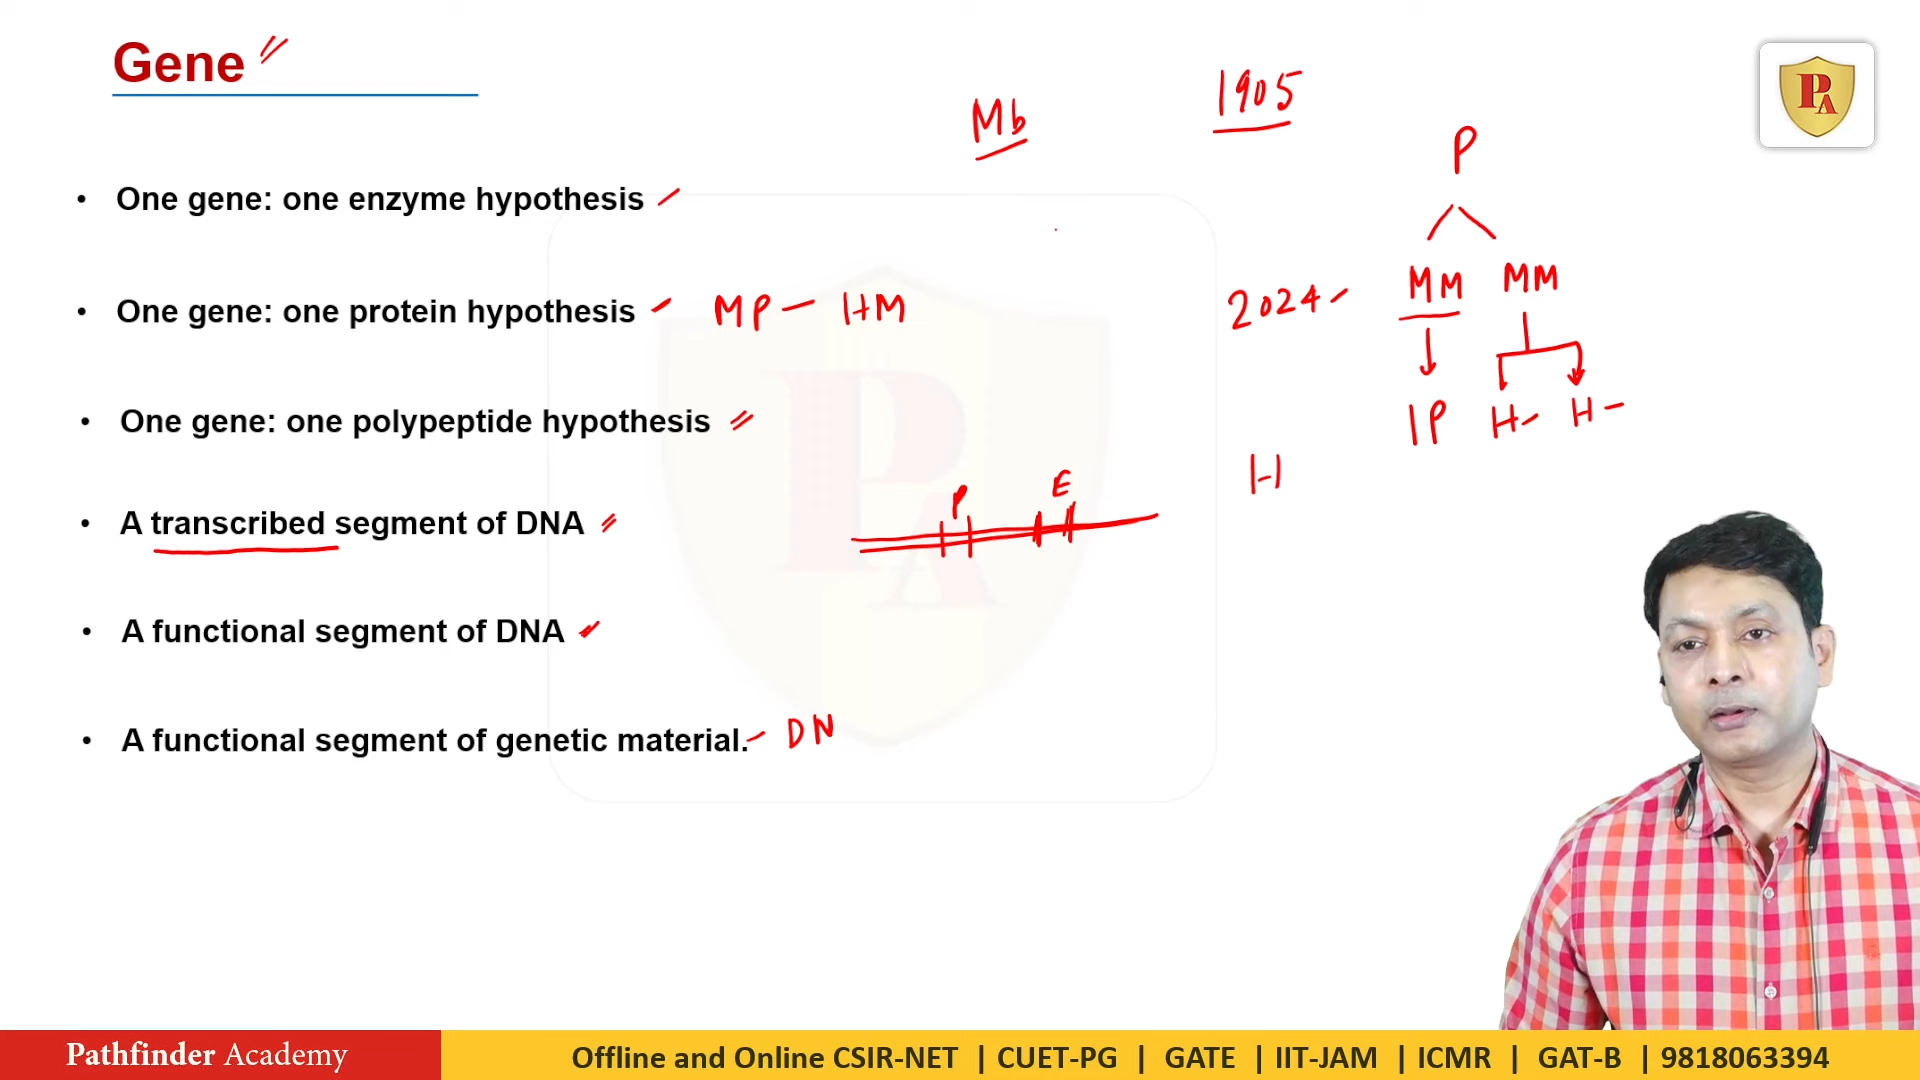 Gene
1905
Mb
P
One gene: one enzyme hypothesis
MM MM
2024
One gene: one protein hypothesis MP - HM
1P H H
One gene: one polypeptide hypothesis
H
P E
A transcribed segment of DNA
A functional segment of DNA
A functional segment of genetic material. DN
PA
Pathfinder Academy
Offline and Online CSIR-NET | CUET-PG | GATE | IIT-JAM | ICMR | GAT-B | 9818063394